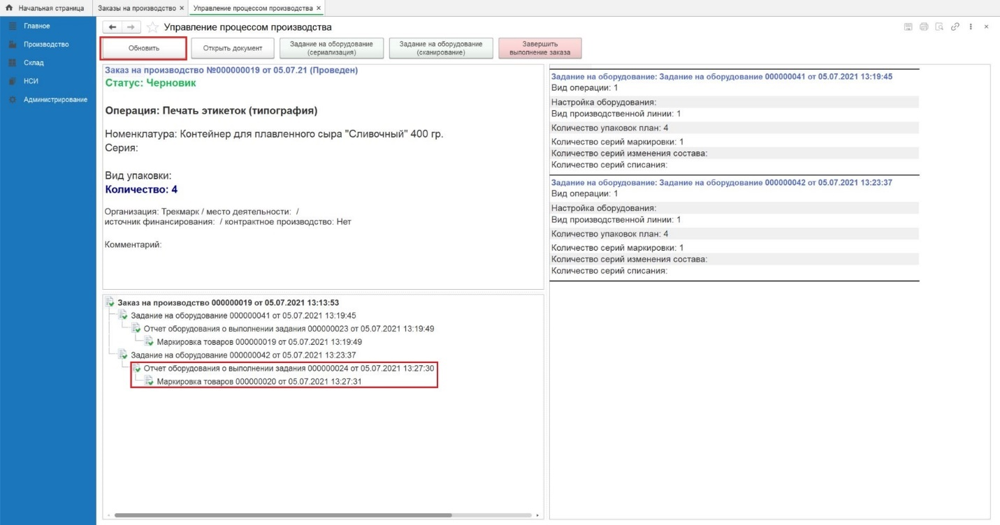 Начальная страница
Заказы на производство ×
Управление процессом производства ×
Главное
Производство
Склад
НСИ
Администрирование
Управление процессом производства
Обновить
Открыть документ
Задание на оборудование
(сериализация)
Задание на оборудование
(сканирование)
Завершить
выполнение заказа
Заказ на производство №000000019 от 05.07.21 (Проведен)
Статус: Черновик
Операция: Печать этикеток (типография)
Номенклатура: Контейнер для плавленного сыра "Сливочный" 400 гр.
Серия:
Вид упаковки:
Количество: 4
Организация: Трекмарк / место деятельности: /
источник финансирования: / контрактное производство: Нет
Комментарий:
Заказ на производство 000000019 от 05.07.2021 13:13:53
Задание на оборудование 000000041 от 05.07.2021 13:19:45
Отчет оборудования о выполнении задания 000000023 от 05.07.2021 13:19:49
Маркировка товаров 000000019 от 05.07.2021 13:19:49
Задание на оборудование 000000042 от 05.07.2021 13:23:37
Отчет оборудования о выполнении задания 000000024 от 05.07.2021 13:27:30
Маркировка товаров 000000020 от 05.07.2021 13:27:31
Задание на оборудование: Задание на оборудование 000000041 от 05.07.2021 13:19:45
Вид операции: 1
Настройка оборудования:
Вид производственной линии: 1
Количество упаковок план: 4
Количество серий маркировки: 1
Количество серий изменения состава:
Количество серий списания:
Задание на оборудование: Задание на оборудование 000000042 от 05.07.2021 13:23:37
Вид операции: 1
Настройка оборудования:
Вид производственной линии: 1
Количество упаковок план: 4
Количество серий маркировки: 1
Количество серий изменения состава:
Количество серий списания: